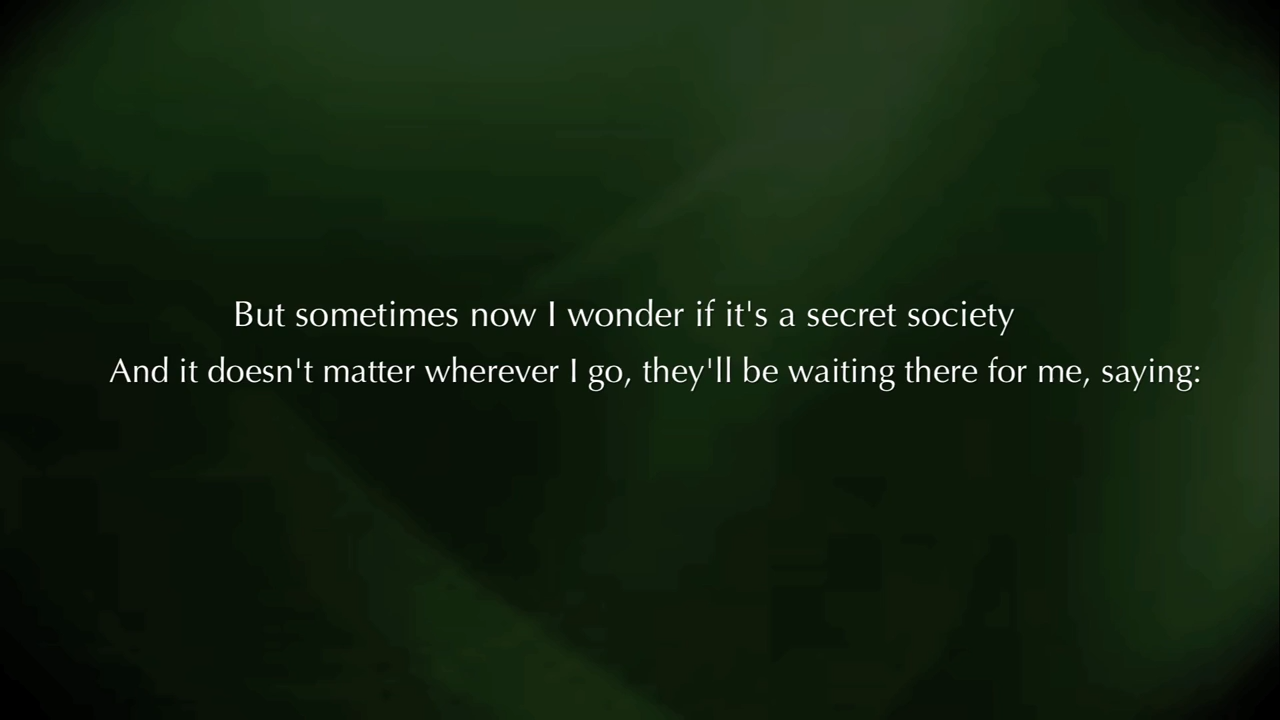 But sometimes now I wonder if it's a secret society
And it doesn't matter wherever I go, they'll be waiting there for me, saying: